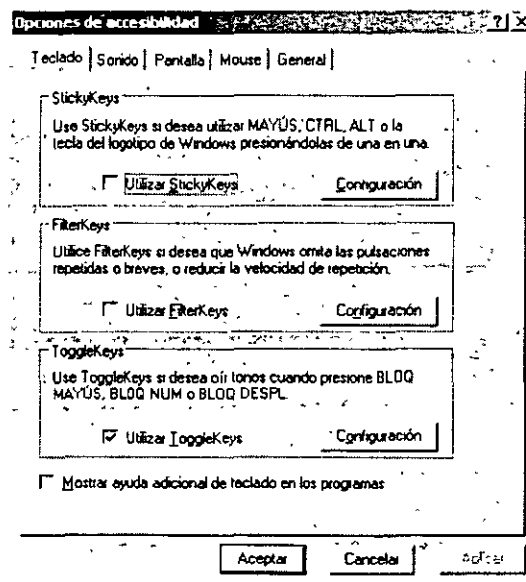 Opciones de accesibilidad ? X
Teclado Sonido Pantalla Mouse General
StickyKeys
Use StickyKeys si desea utilizar MAYÚS, CTRL, ALT o la
tecla del logotipo de Windows presionándolas de una en una.
Utilizar StickyKeys Configuración
FilterKeys
Utilice FilterKeys si desea que Windows omita las pulsaciones
repetidas o breves, o reducir la velocidad de repetición.
Utilizar FilterKeys Configuración
ToggleKeys
Use ToggleKeys si desea oír tonos cuando presione BLOQ
MAYÚS, BLOQ NUM o BLOQ DESPL.
Utilizar ToggleKeys Configuración
Mostrar ayuda adicional de teclado en los programas
Aceptar Cancelar Aplicar